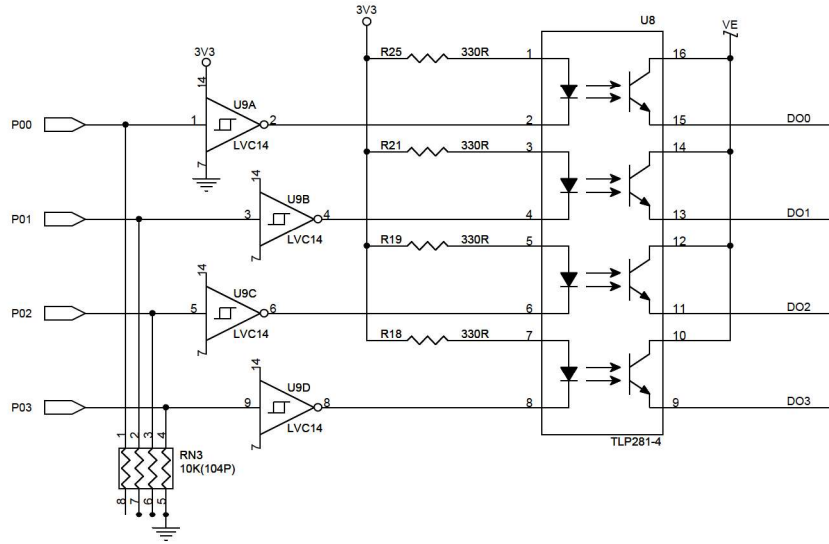 3V3
U8
VE
R25 330R
1
16
3V3
14
U9A
P00
1
2
2
15
DO0
7
LVC14
R21 330R
3
14
14
U9B
P01
3
4
4
13
DO1
7
LVC14
R19 330R
5
12
14
U9C
P02
5
6
6
11
DO2
7
LVC14
R18 330R
7
10
14
U9D
P03
9
8
8
9
DO3
7
LVC14
TLP281-4
1 2 3 4
RN3
10K(104P)
8 7 6 5